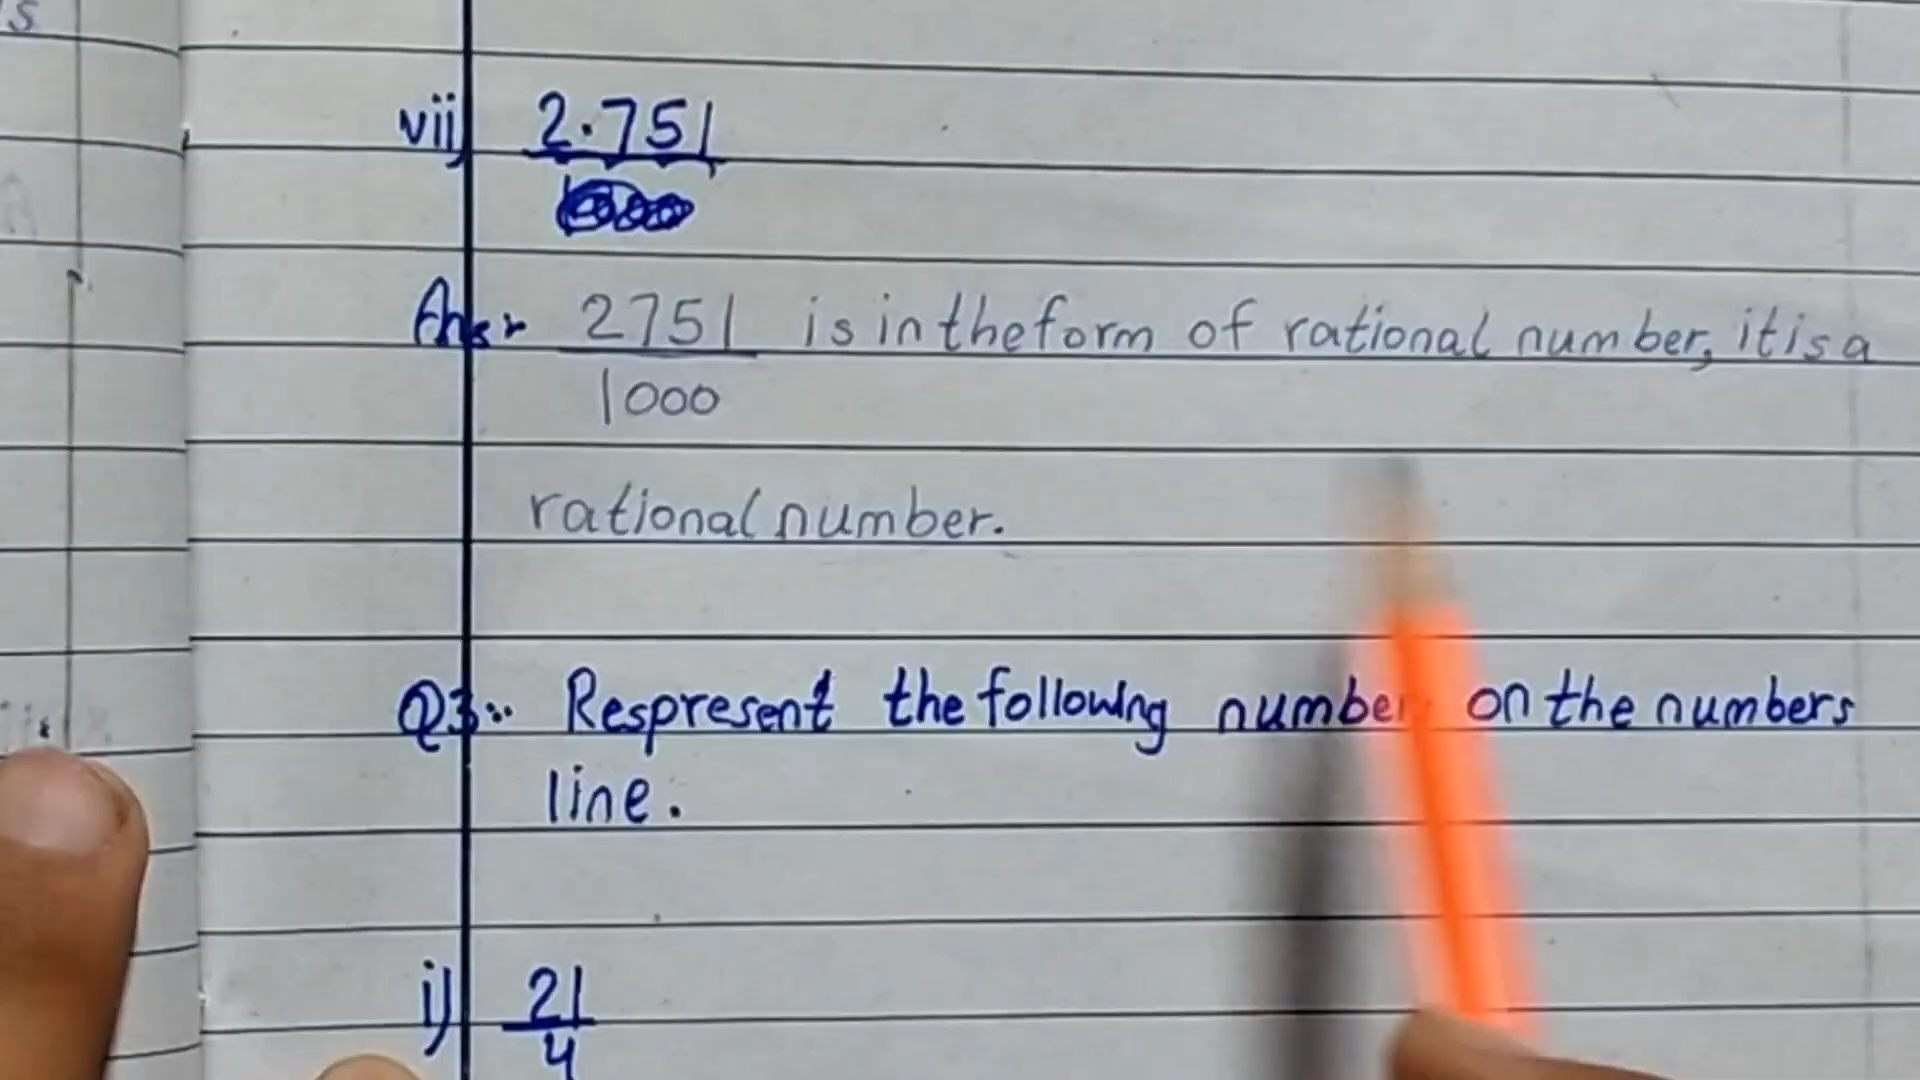 vii) 2.751
Ans:- 2751 is in the form of rational number, it is a
1000
rational number.
Q3:- Respresent the following number on the numbers
line.
i) 21
4